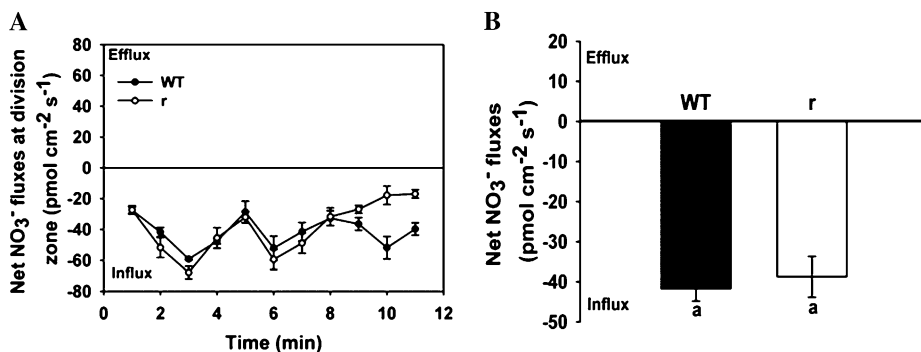 A
Net NO₃⁻ fluxes at division
zone (pmol cm⁻² s⁻¹)
80
60
40
20
0
-20
-40
-60
-80
Efflux
WT
r
Influx
0
2
4
6
8
10
12
Time (min)
B
Net NO₃⁻ fluxes
(pmol cm⁻² s⁻¹)
20
10
0
-10
-20
-30
-40
-50
Efflux
WT
r
Influx
a
a